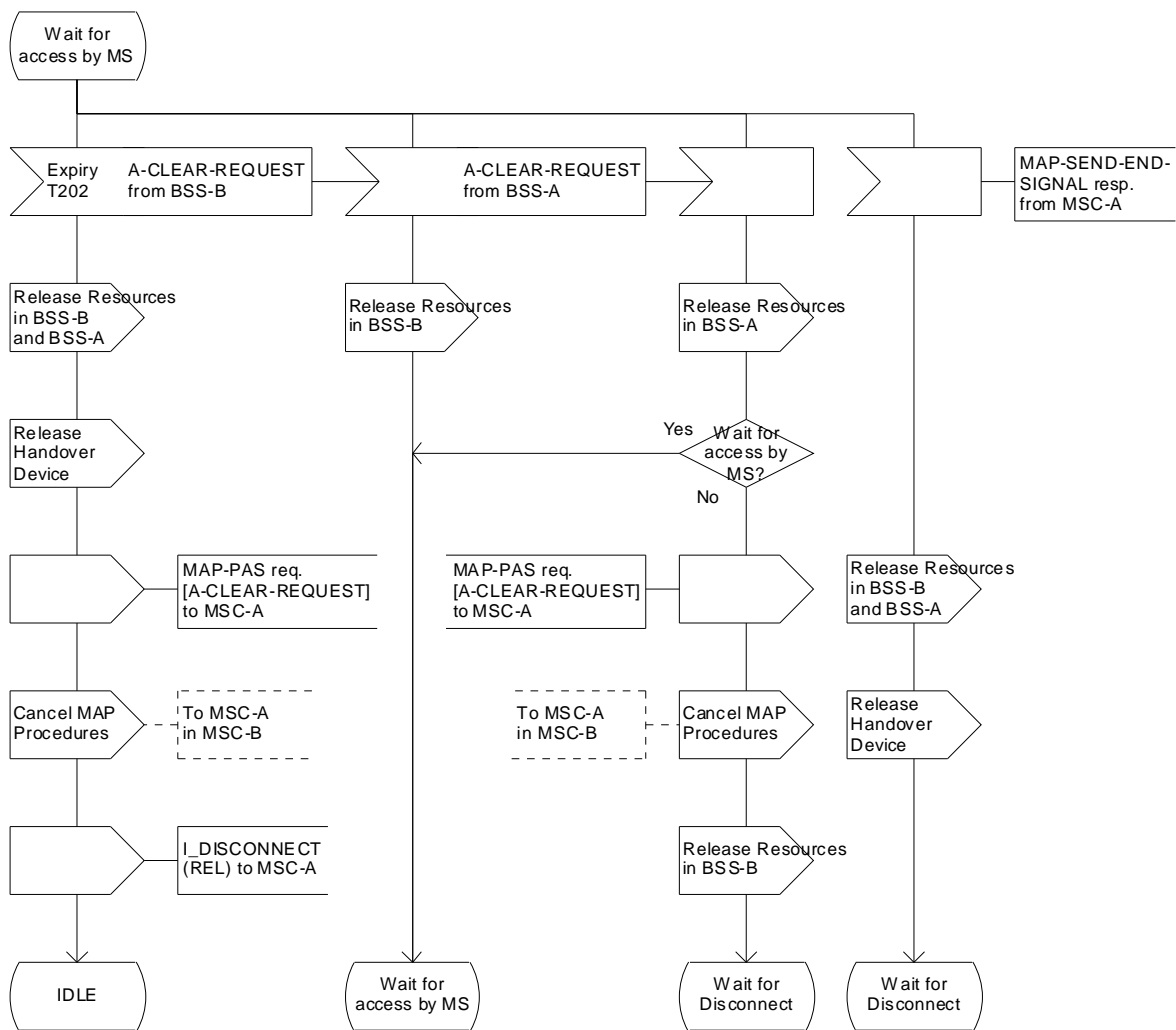 Wait for
access by MS
Expiry
T202
A-CLEAR-REQUEST
from BSS-B
A-CLEAR-REQUEST
from BSS-A
MAP-SEND-END-
SIGNAL resp.
from MSC-A
Release Resources
in BSS-B
and BSS-A
Release Resources
in BSS-B
Release Resources
in BSS-A
Release
Handover
Device
Yes
Wait for
access by
MS?
No
MAP-PAS req.
[A-CLEAR-REQUEST]
to MSC-A
MAP-PAS req.
[A-CLEAR-REQUEST]
to MSC-A
Release Resources
in BSS-B
and BSS-A
Cancel MAP
Procedures
To MSC-A
in MSC-B
To MSC-A
in MSC-B
Cancel MAP
Procedures
Release
Handover
Device
I_DISCONNECT
(REL) to MSC-A
Release Resources
in BSS-B
IDLE
Wait for
access by MS
Wait for
Disconnect
Wait for
Disconnect